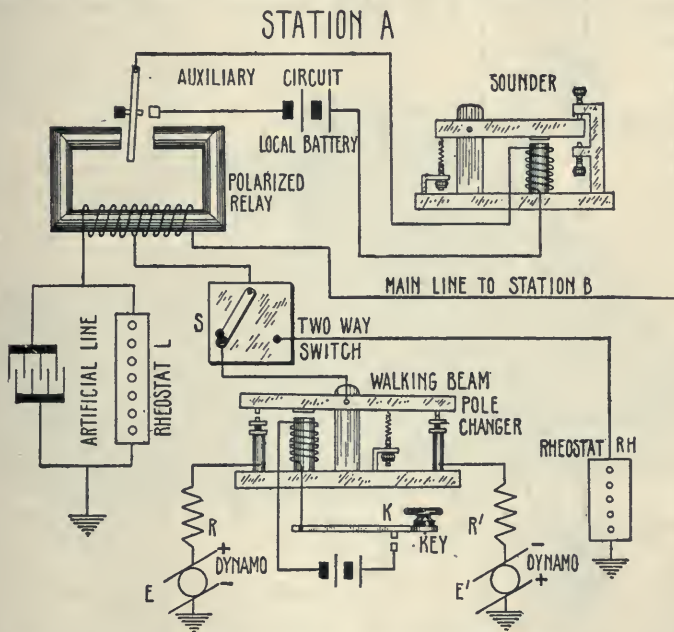 STATION A
AUXILIARY CIRCUIT
LOCAL BATTERY
SOUNDER
POLARIZED
RELAY
MAIN LINE TO STATION B
S
TWO WAY
SWITCH
ARTIFICIAL LINE
RHEOSTAT L
WALKING BEAM
POLE
CHANGER
RHEOSTAT RH
K
KEY
R
R'
+
DYNAMO
E
−
−
DYNAMO
E'
+